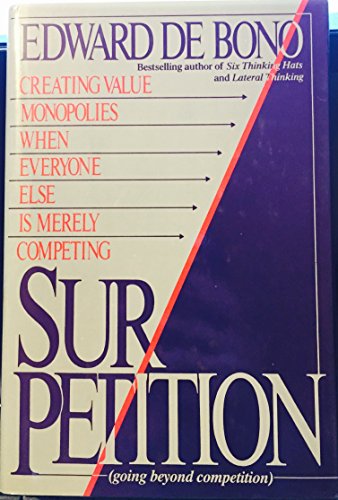 EDWARD DE BONO
Bestselling author of Six Thinking Hats
and Lateral Thinking
CREATING VALUE
MONOPOLIES
WHEN
EVERYONE
ELSE
IS MERELY
COMPETING
SUR
PETITION
(going beyond competition)